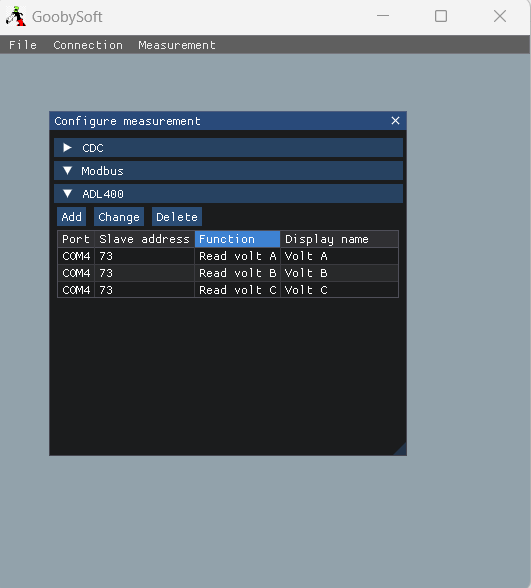 GoobySoft
File Connection Measurement
Configure measurement
CDC
Modbus
ADL400
Add Change Delete
Port Slave address Function Display name
COM4 73 Read volt A Volt A
COM4 73 Read volt B Volt B
COM4 73 Read volt C Volt C